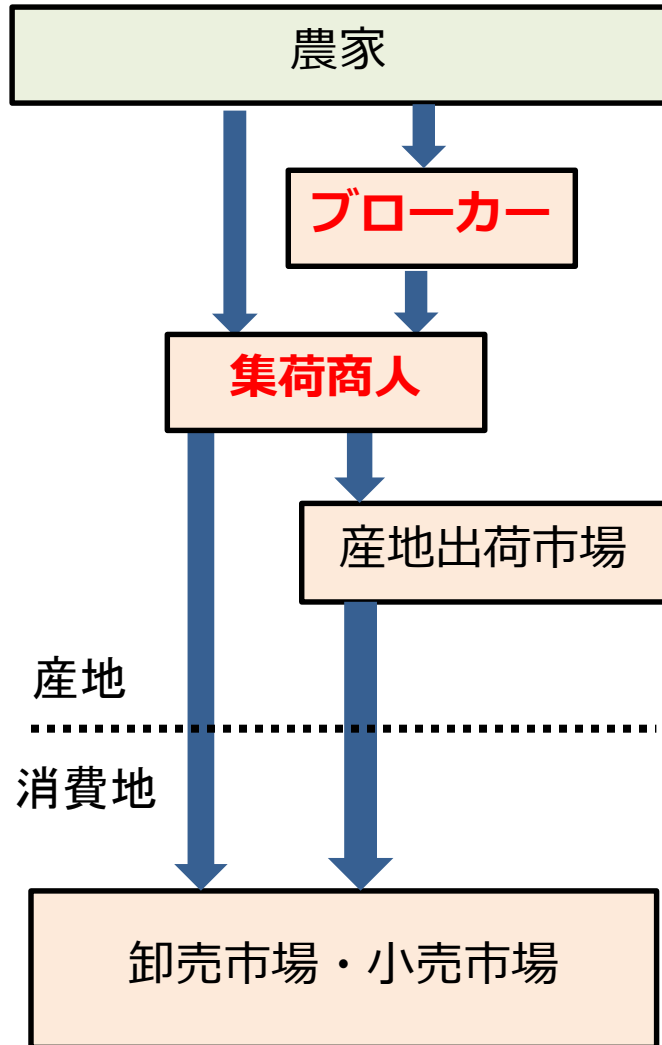 農家
ブローカー
集荷商人
産地出荷市場
産地
消費地
卸売市場・小売市場